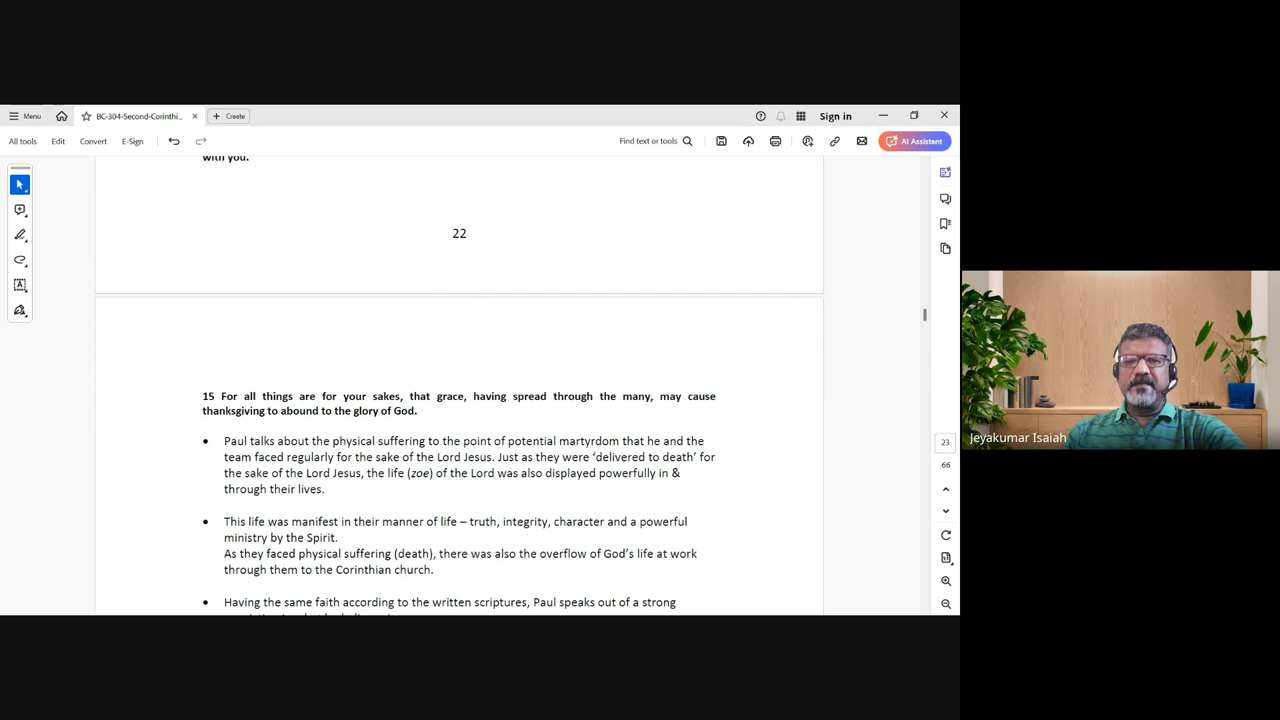 Menu
BC-304-Second-Corinthi...
Create
Sign in
All tools
Edit
Convert
E-Sign
Find text or tools
AI Assistant
with you.
22
15 For all things are for your sakes, that grace, having spread through the many, may cause
thanksgiving to abound to the glory of God.
• Paul talks about the physical suffering to the point of potential martyrdom that he and the
team faced regularly for the sake of the Lord Jesus. Just as they were ‘delivered to death’ for
the sake of the Lord Jesus, the life (zoe) of the Lord was also displayed powerfully in &
through their lives.
• This life was manifest in their manner of life – truth, integrity, character and a powerful
ministry by the Spirit.
As they faced physical suffering (death), there was also the overflow of God’s life at work
through them to the Corinthian church.
• Having the same faith according to the written scriptures, Paul speaks out of a strong
23
66
Jeyakumar Isaiah